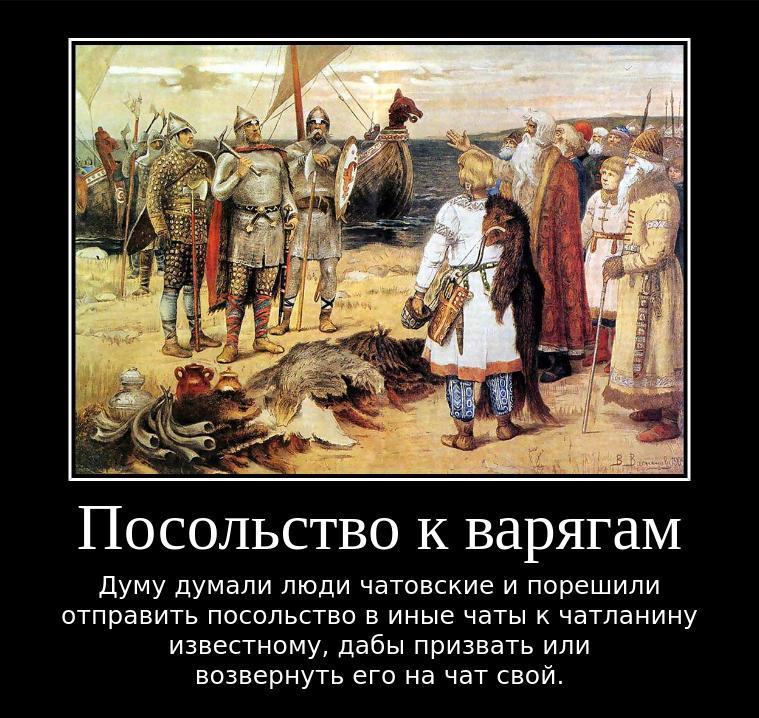 Посольство к варягам
Думу думали люди чатовские и порешили
отправить посольство в иные чаты к чатланину
известному, дабы призвать или
возвернуть его на чат свой.